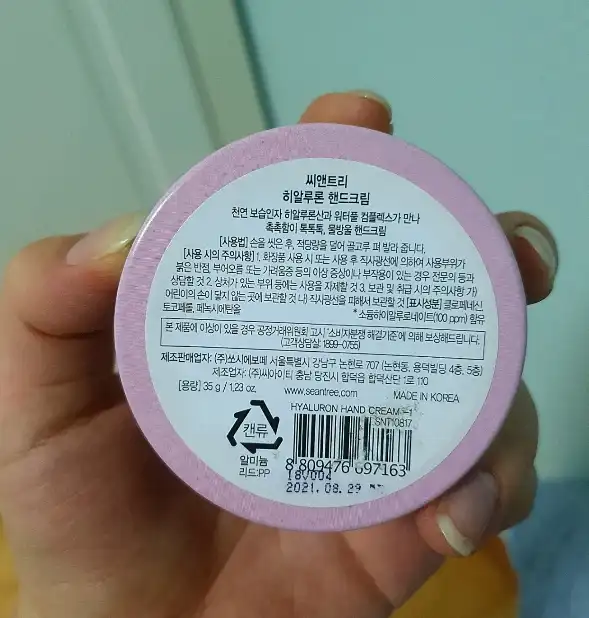 씨앤트리
히알루론 핸드크림
천연 보습인자 히알루론산과 워터풀 컴플렉스가 만나
촉촉함이 톡톡톡, 물방울 핸드크림
[사용법] 손을 씻은 후, 적당량을 덜어 골고루 펴 발라 줍니다.
[사용 시의 주의사항] 1. 화장품 사용 시 또는 사용 후 직사광선에 의하여 사용부위가
붉은 반점, 부어오름 또는 가려움증 등의 이상 증상이나 부작용이 있는 경우 전문의 등과
상담할 것 2. 상처가 있는 부위 등에는 사용을 자제할 것 3. 보관 및 취급 시의 주의사항 가)
어린이의 손이 닿지 않는 곳에 보관할 것 나) 직사광선을 피해서 보관할 것 [표시성분] 클로페네신
토코페롤, 페녹시에탄올 *소듐하이알루로네이트(100 ppm) 함유
본 제품에 이상이 있을 경우 공정거래위원회 고시 '소비자분쟁 해결기준'에 의해 보상해드립니다.
(고객상담실: 1899-0755)
제조판매업자: (주)쏘시에보떼 서울특별시 강남구 논현로 707 (논현동, 용덕빌딩 4층, 5층)
제조업자: (주)씨아이티 충남 당진시 합덕읍 합덕산단 1로 110
[용량] 35 g / 1.23 oz. www.seantree.com MADE IN KOREA
HYALURON HAND CREAM
SNT10817
캔류
알미늄
리드:PP
8 809476 697163
18V004
2021. 08. 29